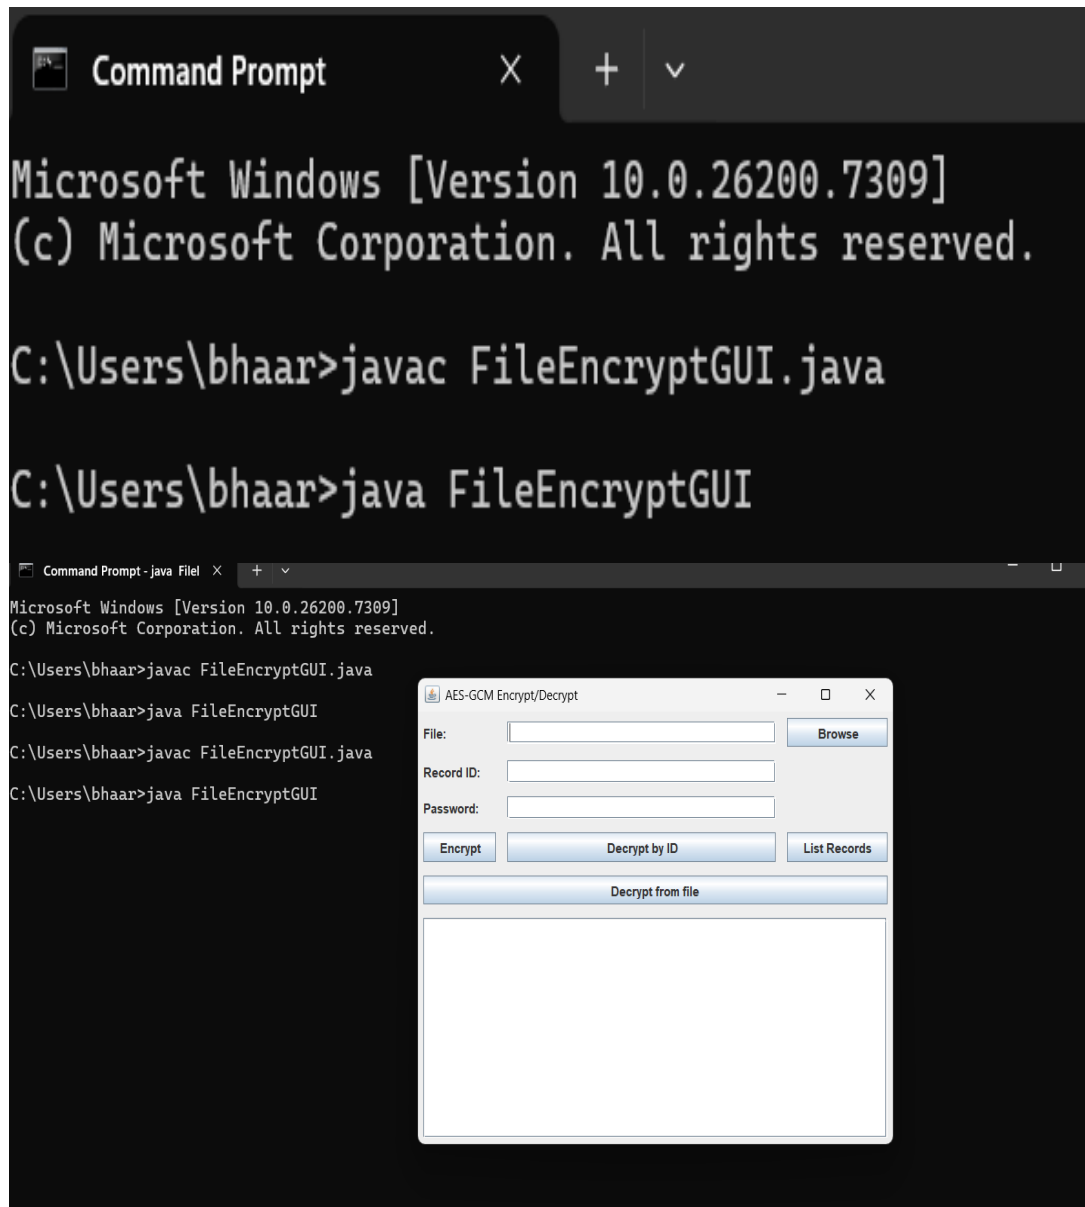 Command Prompt
Microsoft Windows [Version 10.0.26200.7309]
(c) Microsoft Corporation. All rights reserved.
C:\Users\bhaar>javac FileEncryptGUI.java
C:\Users\bhaar>java FileEncryptGUI
Command Prompt - java Filel
Microsoft Windows [Version 10.0.26200.7309]
(c) Microsoft Corporation. All rights reserved.
C:\Users\bhaar>javac FileEncryptGUI.java
C:\Users\bhaar>java FileEncryptGUI
C:\Users\bhaar>javac FileEncryptGUI.java
C:\Users\bhaar>java FileEncryptGUI
AES-GCM Encrypt/Decrypt
File: Browse
Record ID:
Password:
Encrypt Decrypt by ID List Records
Decrypt from file